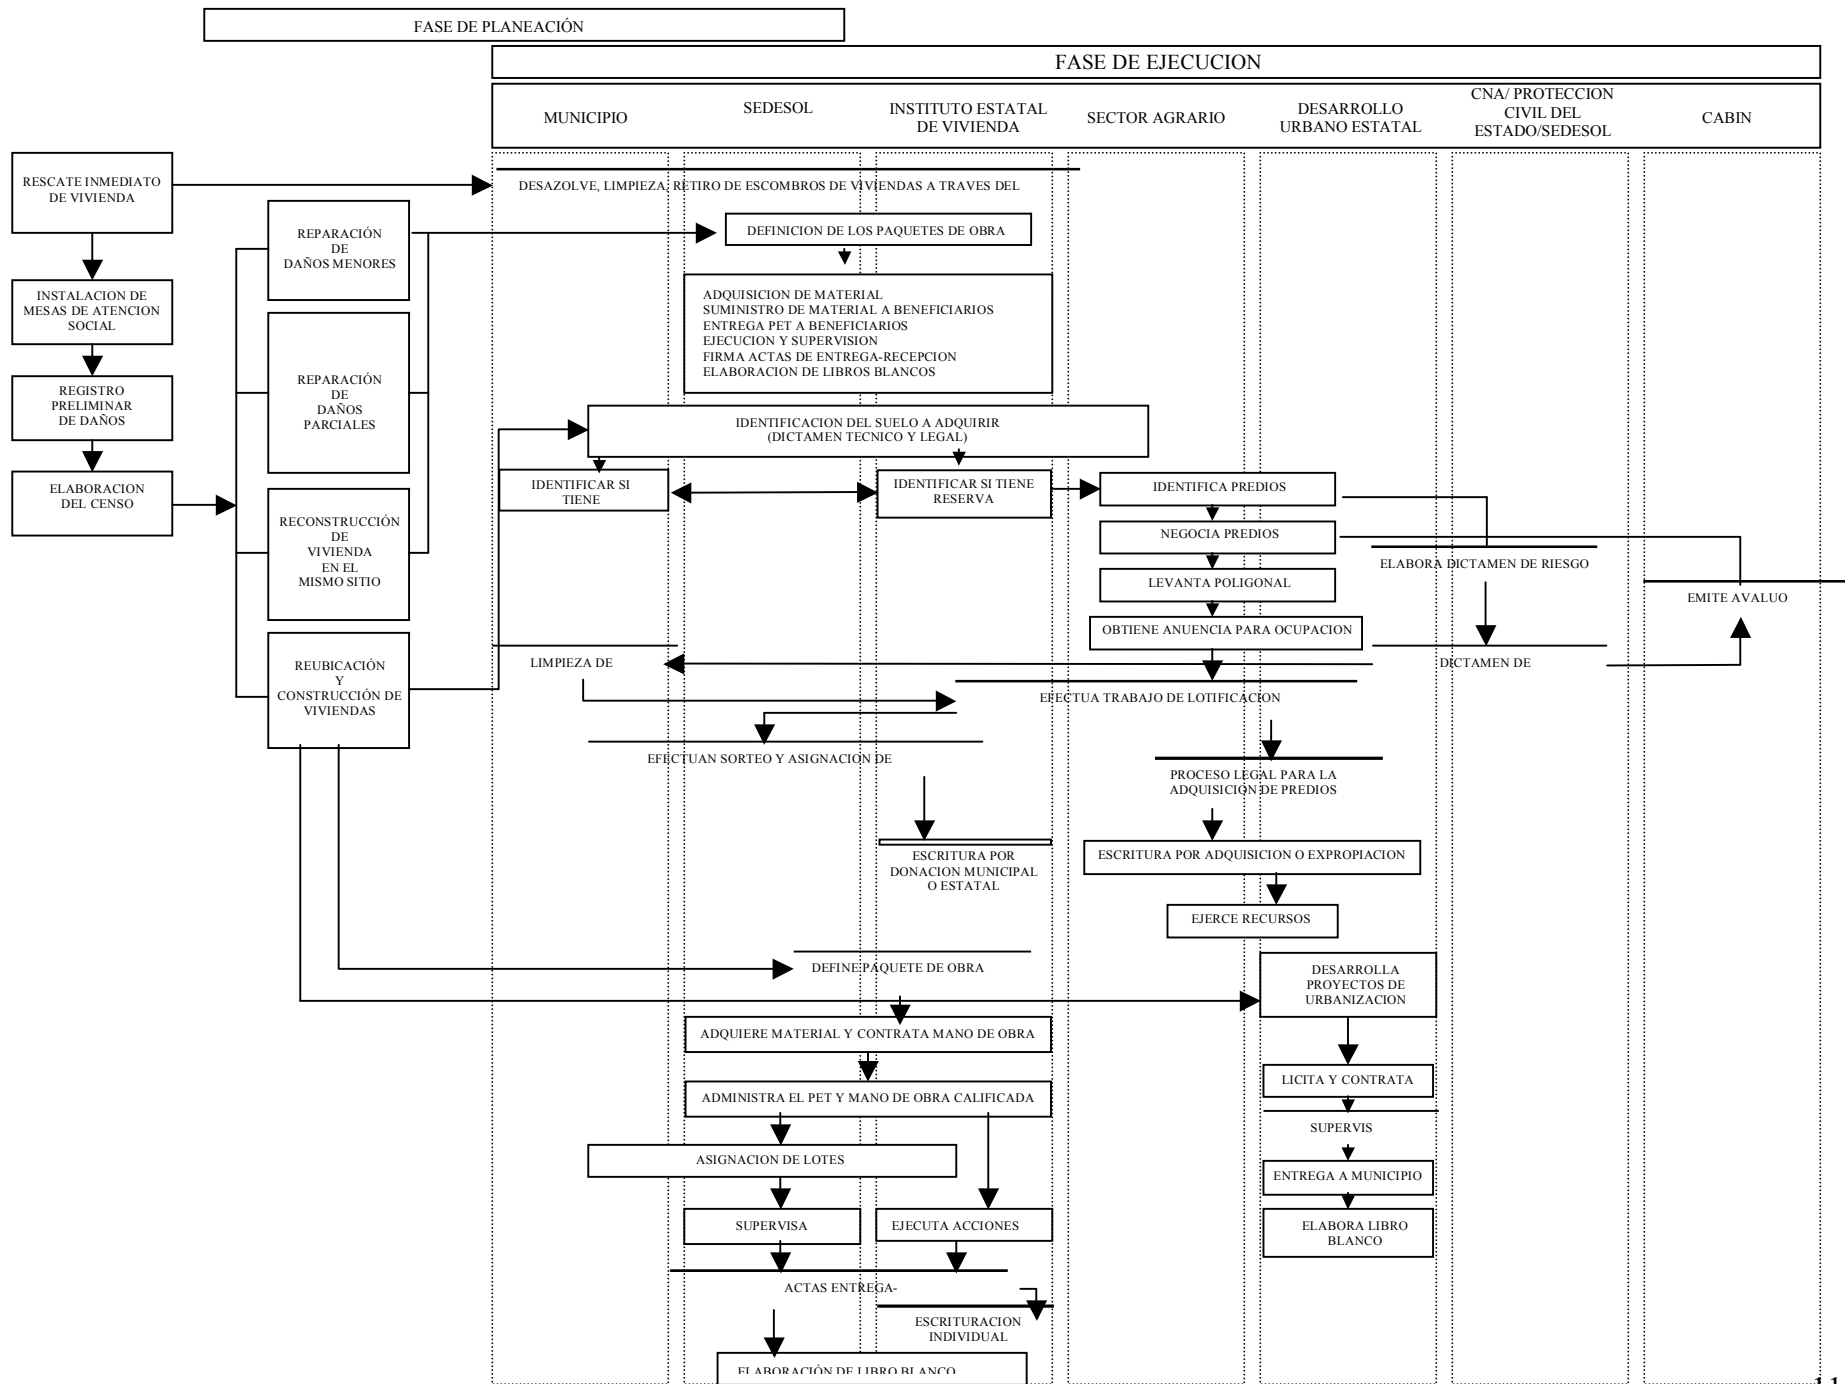 FASE DE PLANEACIÓN
FASE DE EJECUCION
MUNICIPIO
SEDESOL
INSTITUTO ESTATAL
DE VIVIENDA
SECTOR AGRARIO
DESARROLLO
URBANO ESTATAL
CNA/ PROTECCION
CIVIL DEL
ESTADO/SEDESOL
CABIN
RESCATE INMEDIATO
DE VIVIENDA
INSTALACION DE
MESAS DE ATENCION
SOCIAL
REGISTRO
PRELIMINAR
DE DAÑOS
ELABORACION
DEL CENSO
REPARACIÓN
DE
DAÑOS MENORES
REPARACIÓN
DE
DAÑOS
PARCIALES
RECONSTRUCCIÓN
DE
VIVIENDA
EN EL
MISMO SITIO
REUBICACIÓN
Y
CONSTRUCCIÓN DE
VIVIENDAS
DESAZOLVE, LIMPIEZA, RETIRO DE ESCOMBROS DE VIVIENDAS A TRAVES DEL
DEFINICION DE LOS PAQUETES DE OBRA
ADQUISICION DE MATERIAL
SUMINISTRO DE MATERIAL A BENEFICIARIOS
ENTREGA PET A BENEFICIARIOS
EJECUCION Y SUPERVISION
FIRMA ACTAS DE ENTREGA-RECEPCION
ELABORACION DE LIBROS BLANCOS
IDENTIFICACION DEL SUELO A ADQUIRIR
(DICTAMEN TECNICO Y LEGAL)
IDENTIFICAR SI
TIENE
IDENTIFICAR SI TIENE
RESERVA
IDENTIFICA PREDIOS
NEGOCIA PREDIOS
LEVANTA POLIGONAL
OBTIENE ANUENCIA PARA OCUPACION
ELABORA DICTAMEN DE RIESGO
EMITE AVALUO
LIMPIEZA DE
DICTAMEN DE
EFECTUA TRABAJO DE LOTIFICACION
EFECTUAN SORTEO Y ASIGNACION DE
PROCESO LEGAL PARA LA
ADQUISICION DE PREDIOS
ESCRITURA POR
DONACION MUNICIPAL
O ESTATAL
ESCRITURA POR ADQUISICION O EXPROPIACION
EJERCE RECURSOS
DEFINE PAQUETE DE OBRA
DESARROLLA
PROYECTOS DE
URBANIZACION
ADQUIERE MATERIAL Y CONTRATA MANO DE OBRA
ADMINISTRA EL PET Y MANO DE OBRA CALIFICADA
LICITA Y CONTRATA
SUPERVIS
ASIGNACION DE LOTES
ENTREGA A MUNICIPIO
SUPERVISA
EJECUTA ACCIONES
ELABORA LIBRO
BLANCO
ACTAS ENTREGA-
ESCRITURACION
INDIVIDUAL
ELABORACIÓN DE LIBRO BLANCO